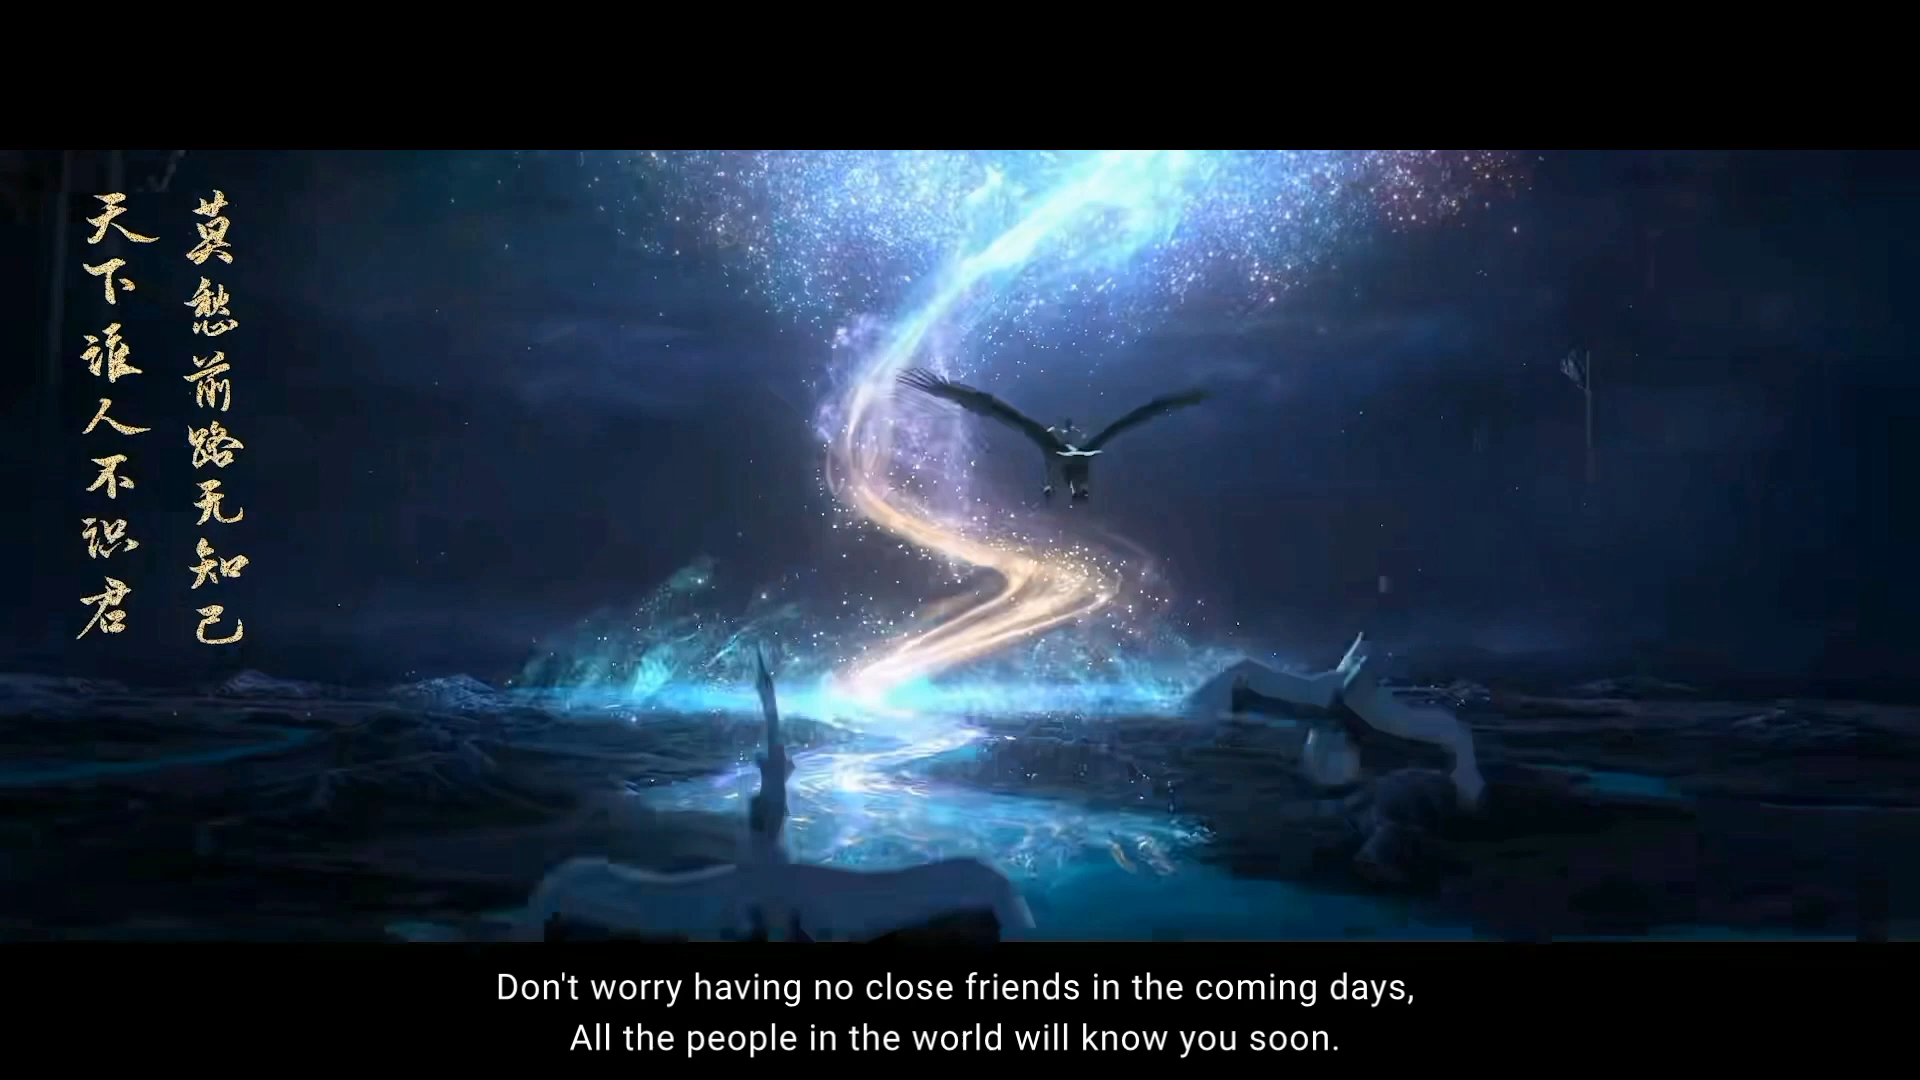 莫愁前路无知己
天下谁人不识君
Don't worry having no close friends in the coming days,
All the people in the world will know you soon.